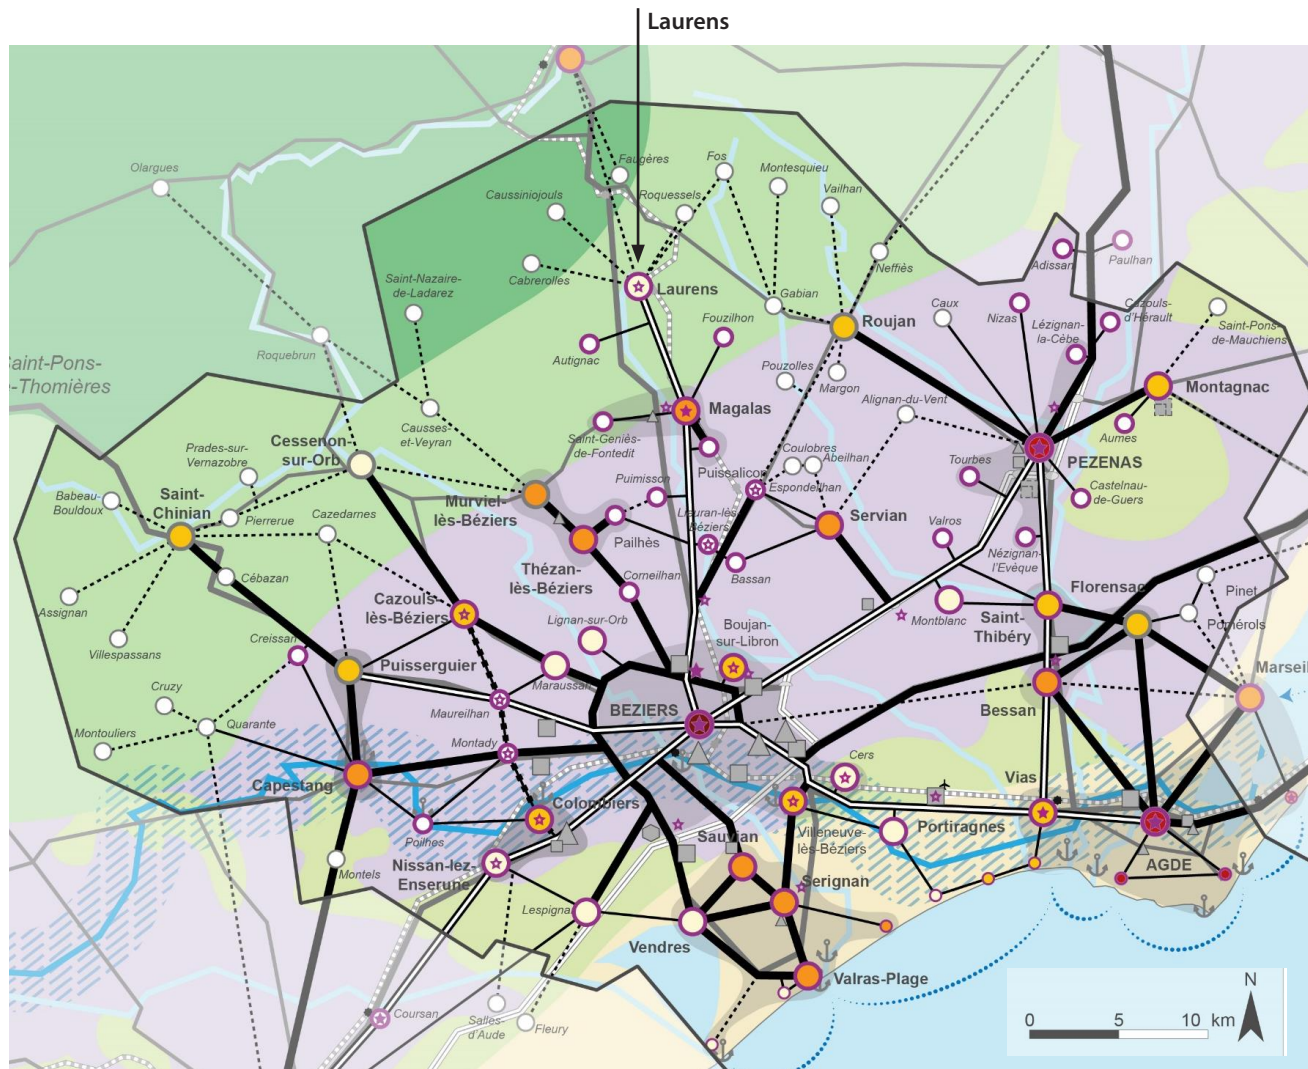 Laurens
Olargues
Faugères
Fos
Montesquieu
Vailhan
Caussiniojouls
Roquessels
Cabrerolles
Neffiès
Adissan
Paulhan
Saint-Nazaire-
de-Ladarez
Laurens
Gabian
Caux
Nizas
Cazouls-
d'Hérault
Lézignan-
la-Cèbe
Saint-Pons-
de-Mauchiens
Roquebrun
Autignac
Fouzilhon
Roujan
Saint-Pons-
e-Thomières
Pouzolles
Margon
Montagnac
Magalas
Alignan-du-Vent
Causses-
et-Veyran
Saint-Geniès-
de-Fontedit
Aumes
Cessenon-
sur-Orb
Prades-sur-
Vernazobre
Coulobres
Abeilhan
PEZENAS
Tourbes
Puissalicon
Puimisson
Espondeilhan
Castelnau-
de-Guers
Babeau-
Bouldoux
Saint-
Chinian
Murviel-
lès-Béziers
Pierrerue
Cazedarnes
Lieuran-lès-
Béziers
Servian
Valros
Pailhès
Nézignan-
l'Evèque
Thézan-
lès-Béziers
Corneilhan
Bassan
Cébazan
Assignan
Florensac
Pinet
Cazouls-
lès-Béziers
Lignan-sur-Orb
Boujan-
sur-Libron
Montblanc
Saint-
Thibéry
Pomérols
Villespassans
Creissan
Puisserguier
Maraussan
Marseil
Cruzy
Maureilhan
BEZIERS
Bessan
Quarante
Montouliers
Montady
Cers
Capestang
Vias
Colombiers
Poilhes
Sauvian
Villeneuve-
lès-Béziers
Portiragnes
Nissan-lez-
Enserune
Montels
AGDE
Serignan
Lespignan
Vendres
Valras-Plage
Coursan
Salles-
d'Aude
Fleury
N
0 5 10 km